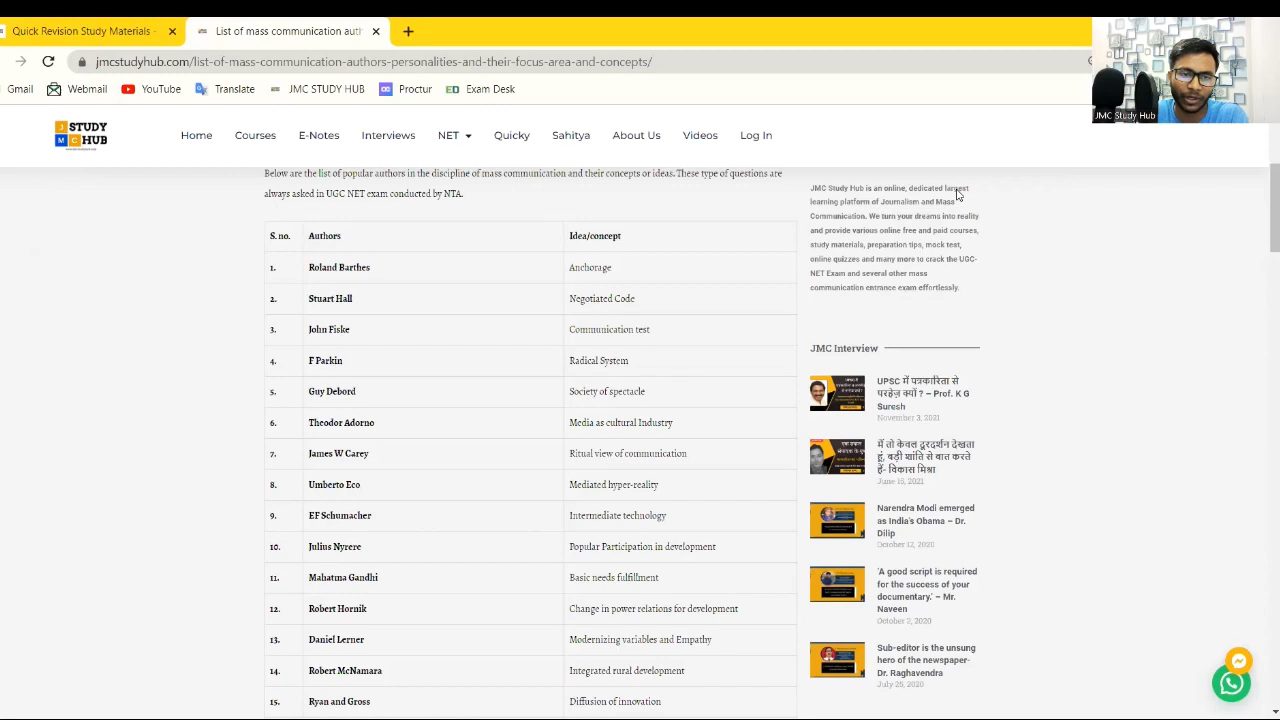 Quick Revision Study Materials -
List of mass communication auth
jmcstudyhub.com/list-of-mass-communication-authors-personalities-with-their-focus-area-and-concepts/
Gmail
Webmail
YouTube
Translate
JMC STUDY HUB
Proctur
Exam Desk
JMC Study Hub
J STUDY
M C HUB
Home
Courses
E-Notes
Interviews
NET
Quicky
Sahitya
About Us
Videos
Log In
Below are the list of popular authors in the discipline of mass communication and their concepts or ideas. These type of questions are
always asked in UGC NET exam conducted by NTA.
S.no. Authors Idea/concept
1. Roland Barthes Anchorage
2. Stuart Hall Negotiated Code
3. John Fiske Communication test
4. F Parkin Radical System
5. Guy Debord Society of spectacle
6. Theodor Adorno Media as cultural Industry
7. James W Carey Ritual view of communication
8. Umberto Eco Mediated hyper-reality
9. EF Schumacher Intermediate technology
10. Julius Nyrere Popular Participation in development
11. Mahatma Gandhi Basic needs fulfillment
12. Robert Hornik Change in power relations for development
13. Daniel Lerner Modernizing variables and Empathy
14. Robert McNamara Integrated rural development
15. Ryan and Gross Diffusion of innovation
JMC Study Hub is an online, dedicated largest
learning platform of Journalism and Mass
Communication. We turn your dreams into reality
and provide various online free and paid courses,
study materials, preparation tips, mock test,
online quizzes and many more to crack the UGC-
NET Exam and several other mass
communication entrance exam effortlessly.
JMC Interview
UPSC में पत्रकारिता से
परहेज़ क्यों ? – Prof. K G
Suresh
November 3, 2021
में तो केवल दूरदर्शन देखता
हूं, बड़ी शांति से बात करते
हैं- विकास मिश्रा
June 15, 2021
Narendra Modi emerged
as India's Obama – Dr.
Dilip
October 12, 2020
'A good script is required
for the success of your
documentary.' – Mr.
Naveen
October 2, 2020
Sub-editor is the unsung
hero of the newspaper-
Dr. Raghavendra
July 25, 2020